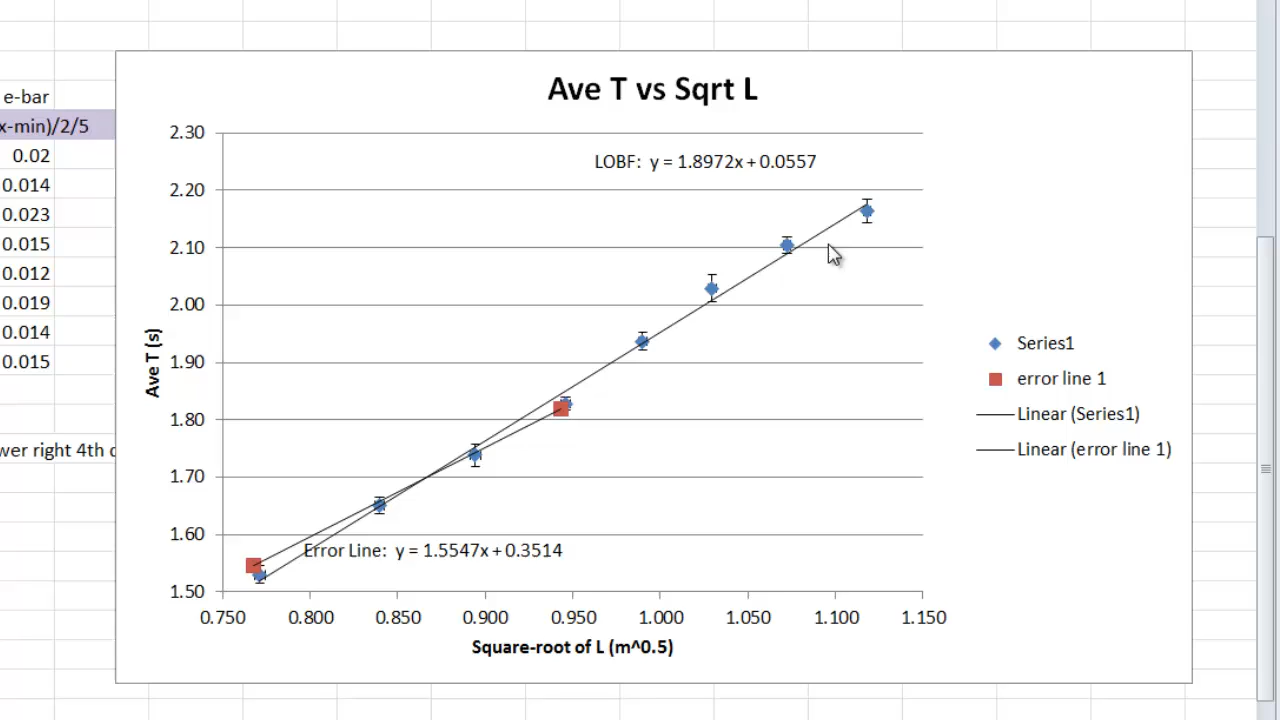 Ave T vs Sqrt L
e-bar
x-min)/2/5
0.02
0.014
0.023
0.015
0.012
0.019
0.014
0.015
wer right 4th
2.30
2.20
2.10
2.00
1.90
1.80
1.70
1.60
1.50
Ave T (s)
LOBF: y = 1.8972x + 0.0557
Error Line: y = 1.5547x + 0.3514
0.750 0.800 0.850 0.900 0.950 1.000 1.050 1.100 1.150
Square-root of L (m^0.5)
Series1
error line 1
Linear (Series1)
Linear (error line 1)